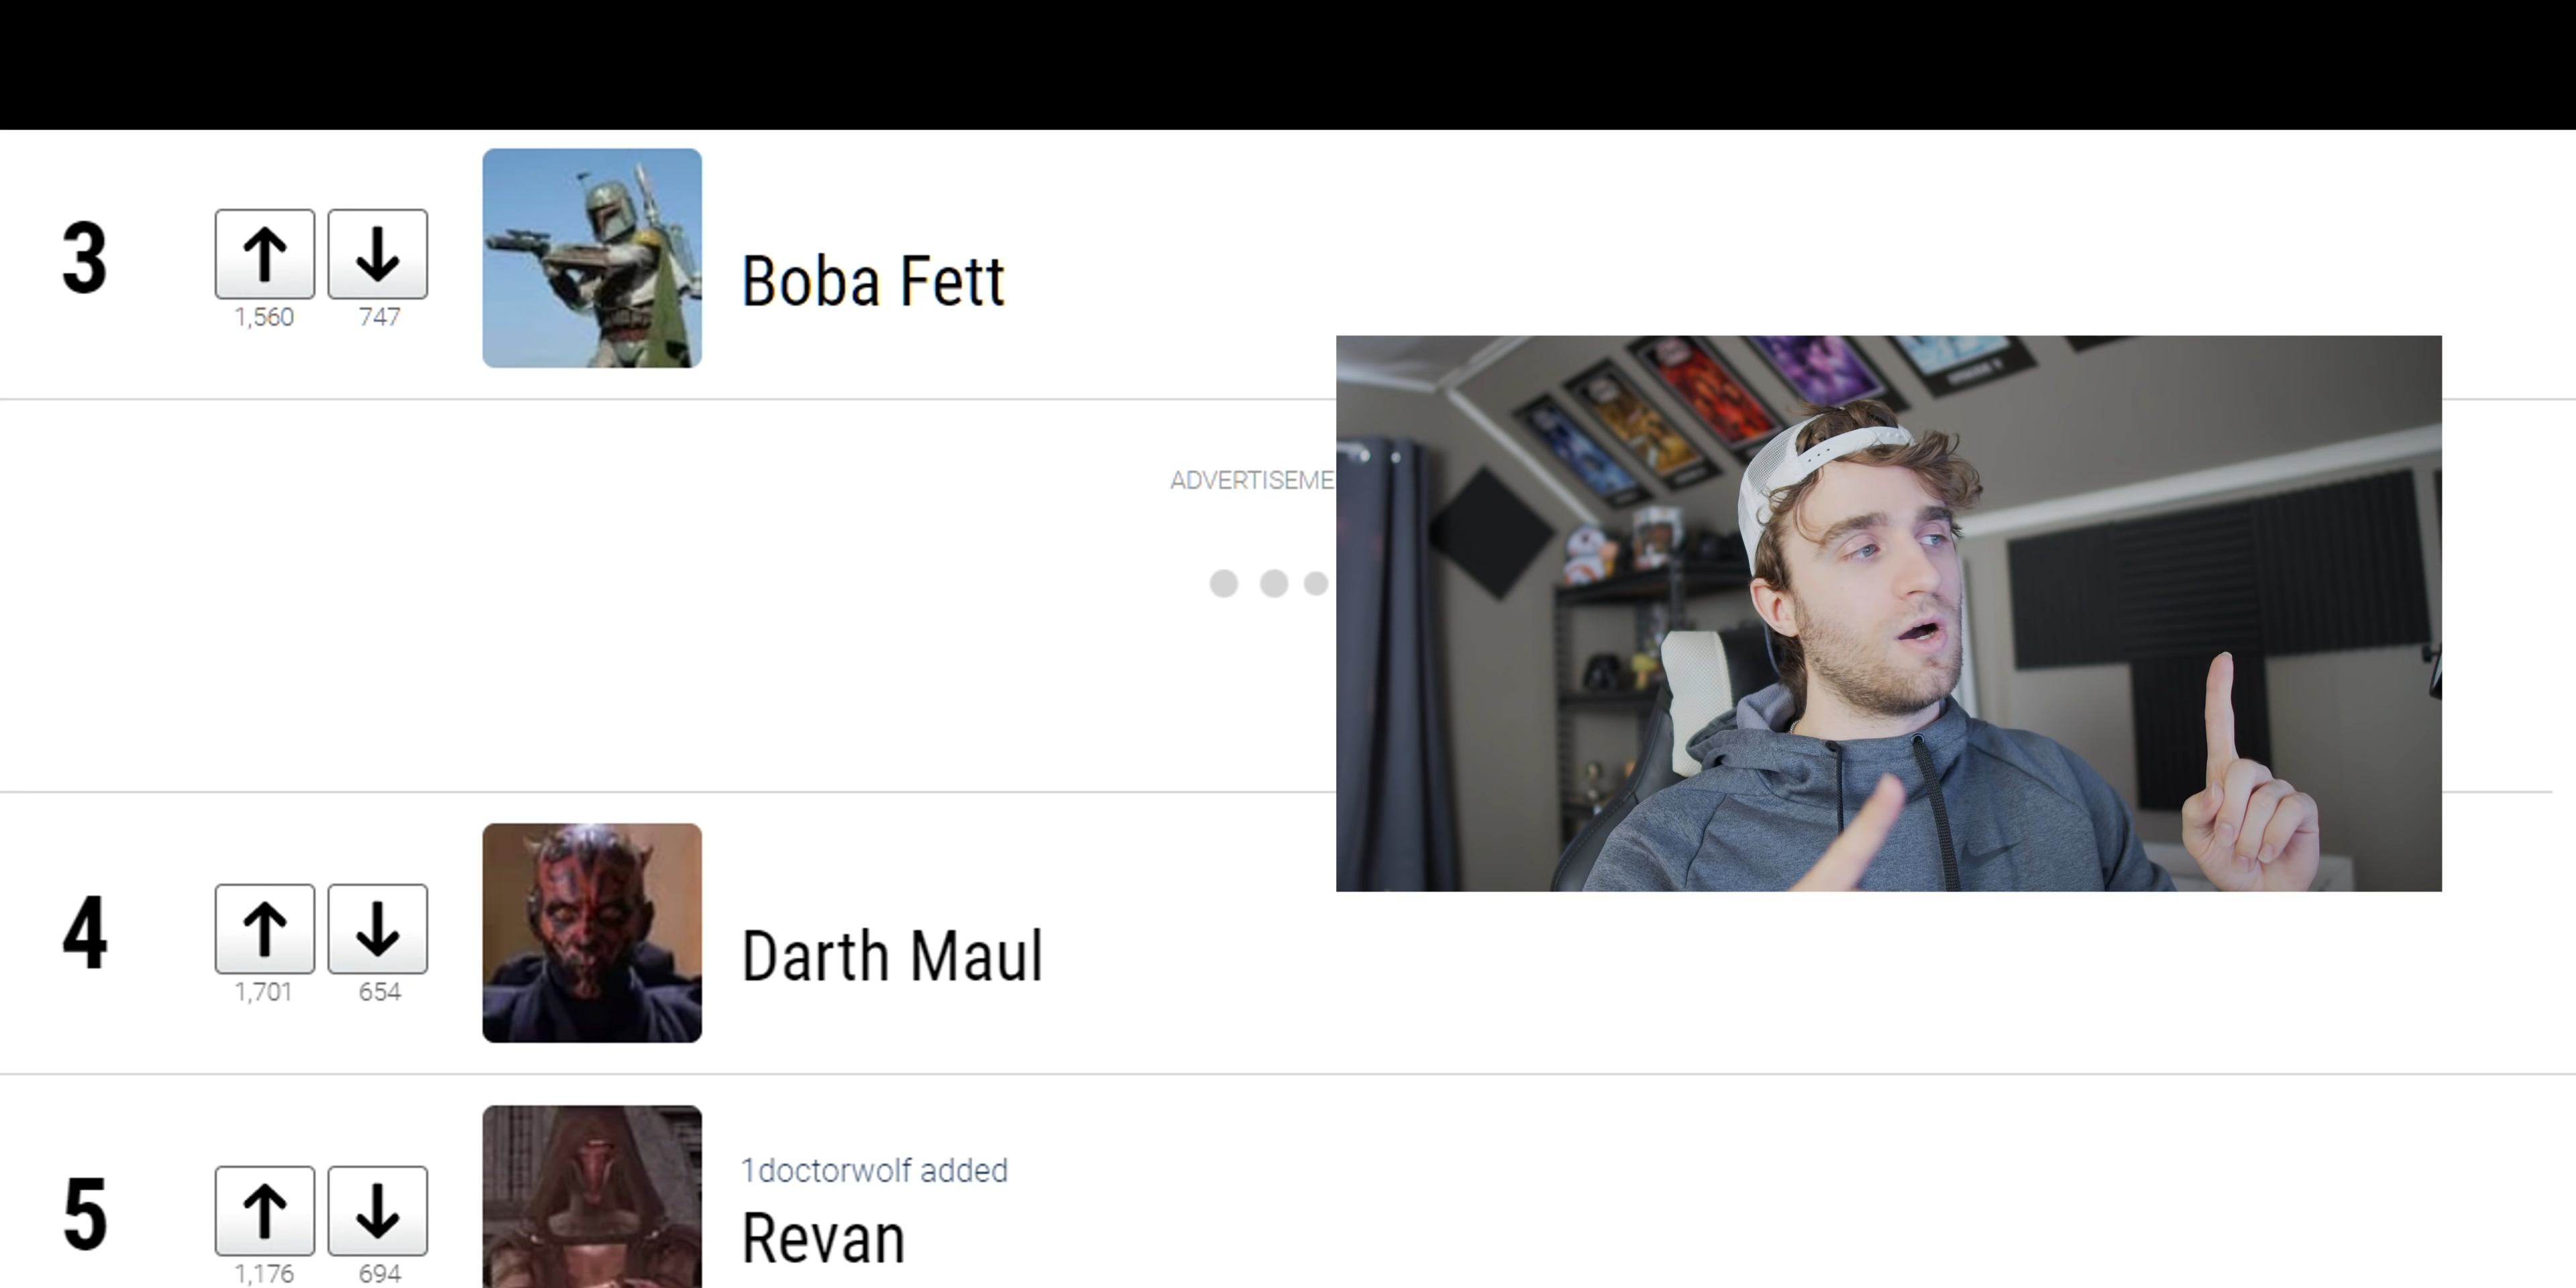 3
1,560
747
Boba Fett
ADVERTISEME
4
1,701
654
Darth Maul
5
1,176
694
1doctorwolf added
Revan